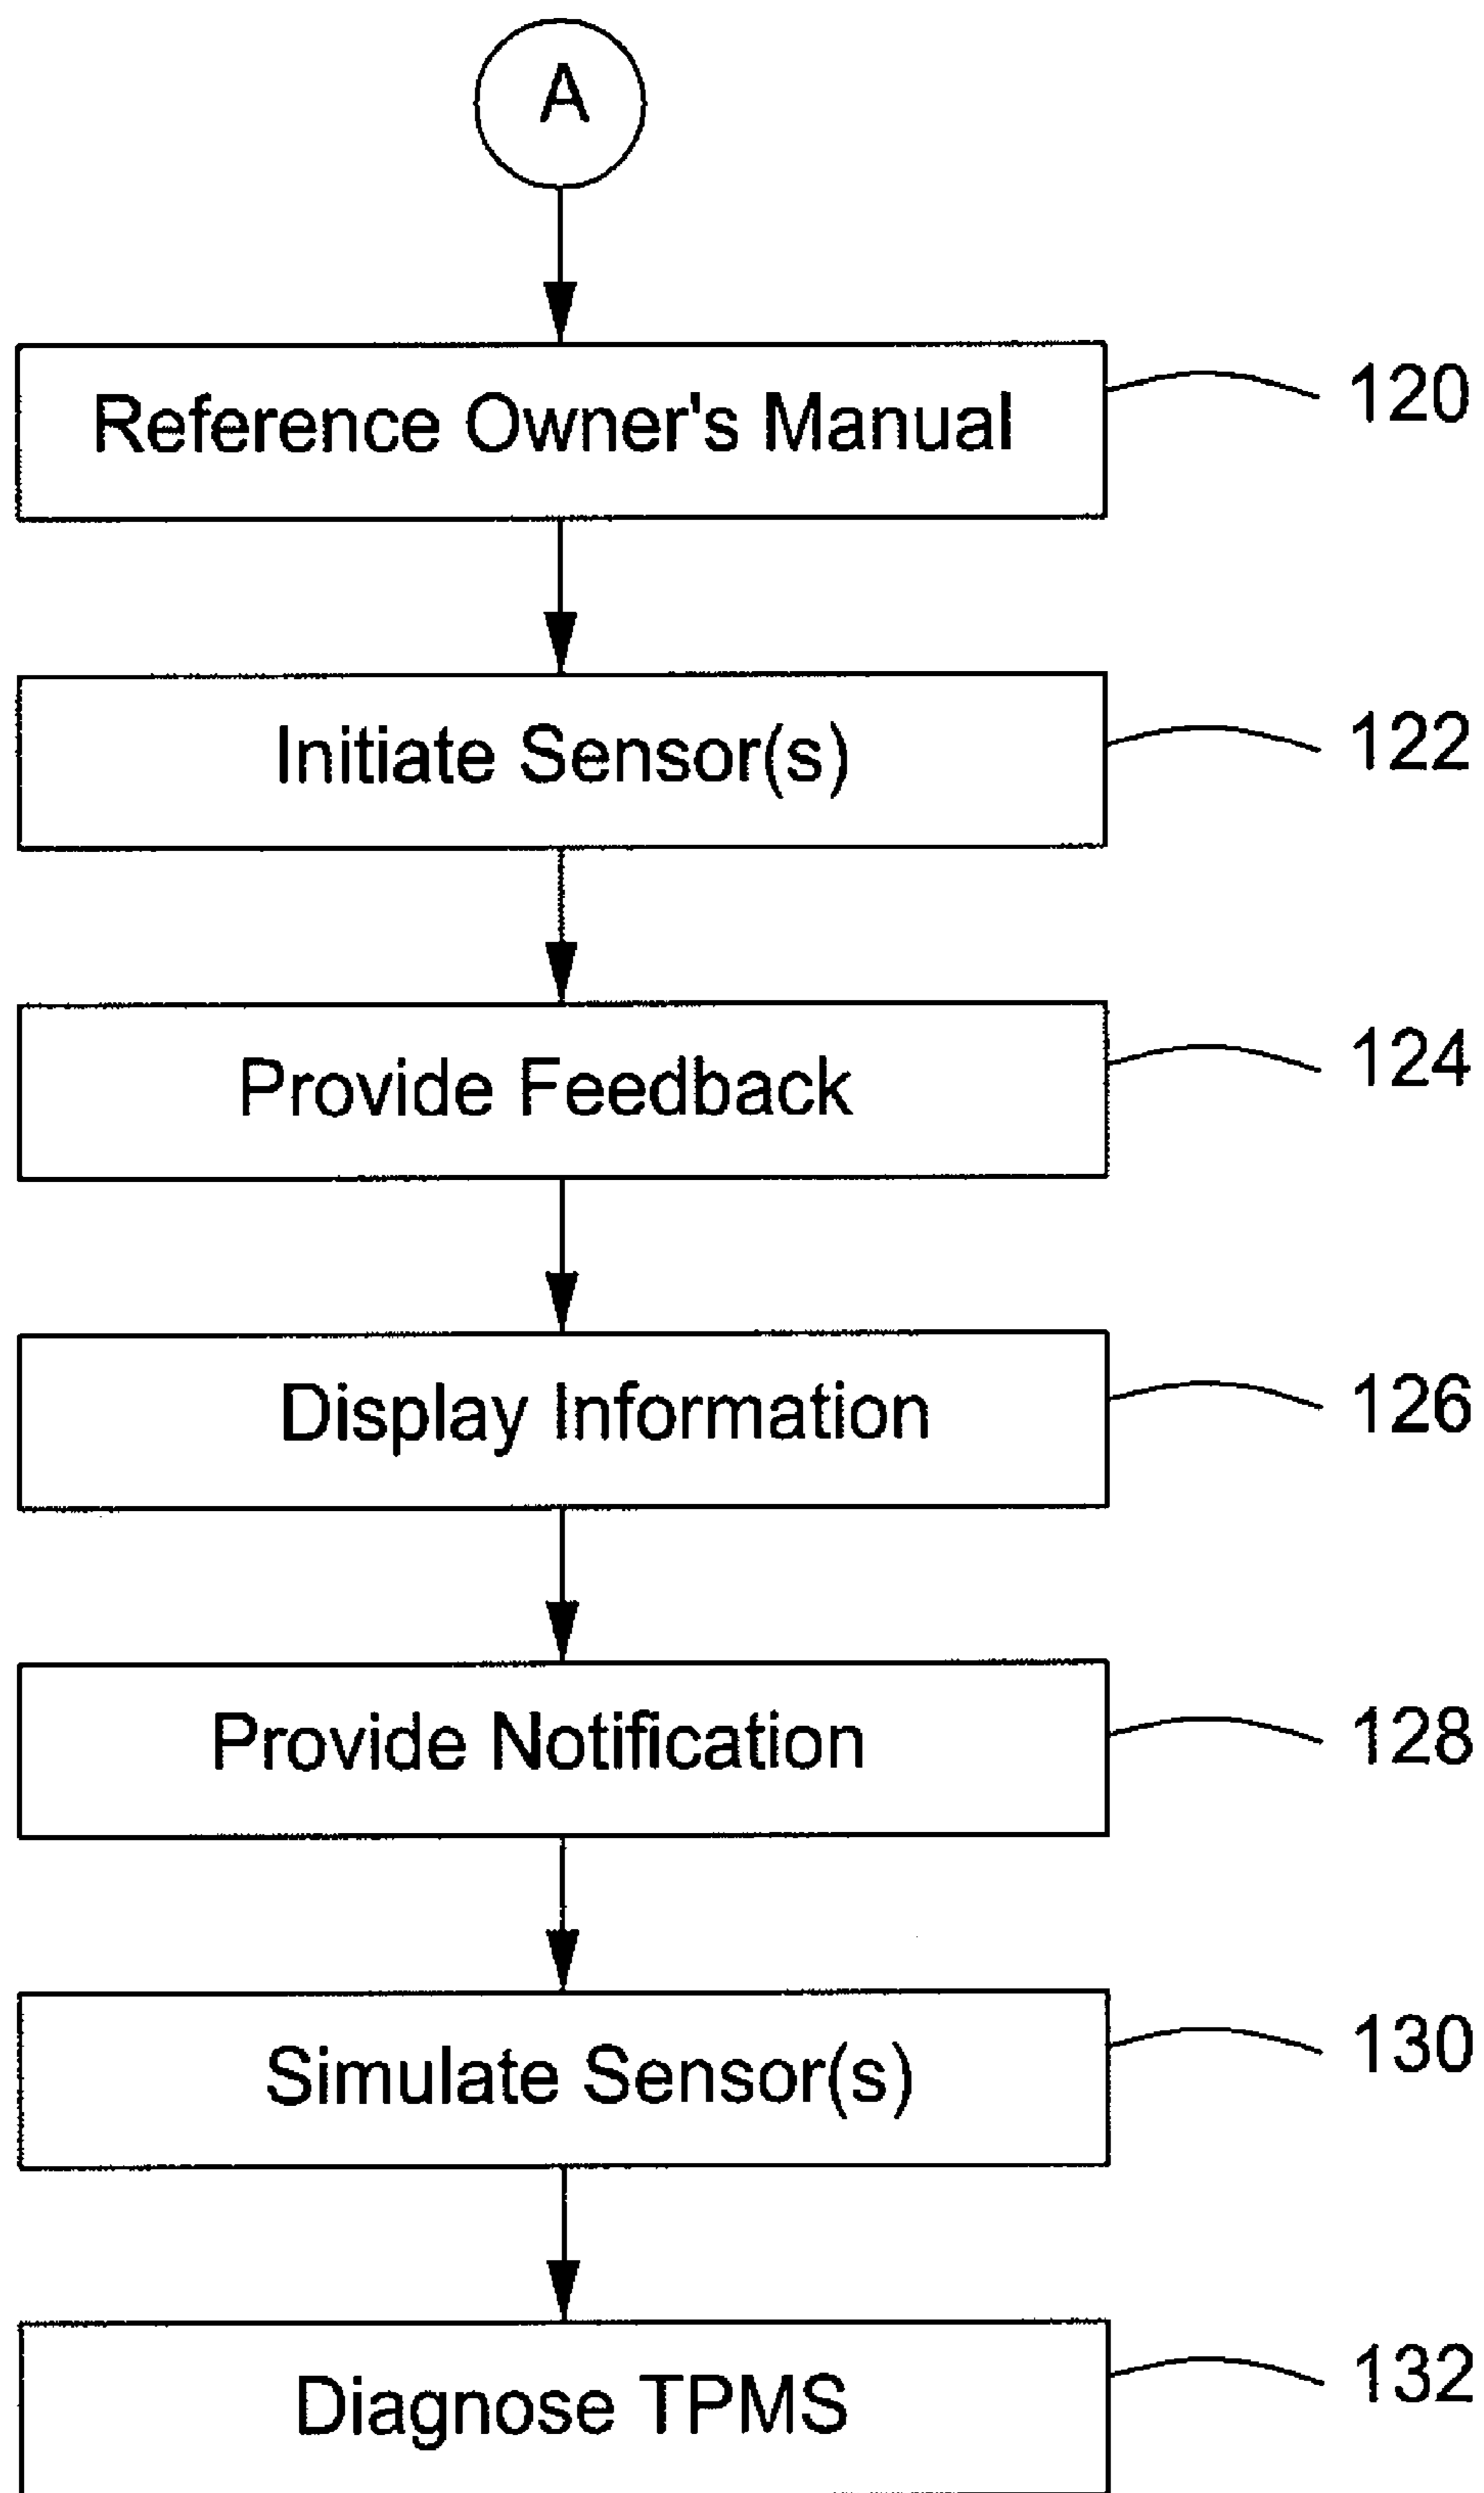 A
Reference Owner's Manual
120
Initiate Sensor(s)
122
Provide Feedback
124
Display Information
126
Provide Notification
128
Simulate Sensor(s)
130
Diagnose TPMS
132